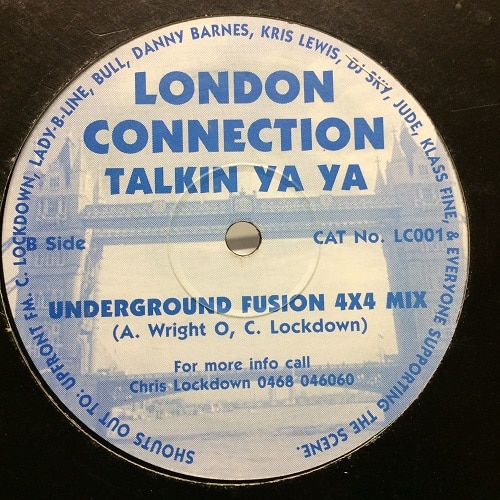 LONDON
CONNECTION
TALKIN YA YA
B Side
CAT No. LC001
UNDERGROUND FUSION 4X4 MIX
(A. Wright O, C. Lockdown)
For more info call
Chris Lockdown 0468 046060
SHOUTS OUT TO: UPFRONT FM. C. LOCKDOWN, LADY-B-LINE, BULL, DANNY BARNES, KRIS LEWIS, DJ SKY, JUDE, KLASS FINE, & EVERYONE SUPPORTING THE SCENE.